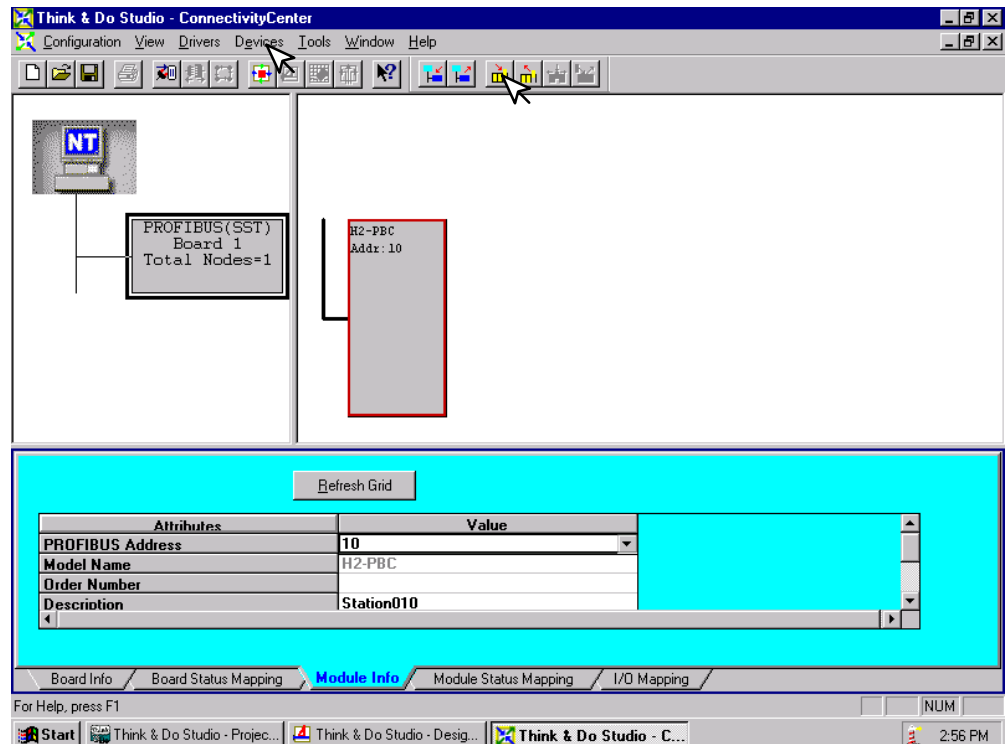 Think & Do Studio - ConnectivityCenter
Configuration View Drivers Devices Tools Window Help
NT
PROFIBUS(SST)
Board 1
Total Nodes=1
H2-PBC
Addr:10
Refresh Grid
Attributes Value
PROFIBUS Address 10
Model Name H2-PBC
Order Number
Description Station010
Board Info Board Status Mapping Module Info Module Status Mapping I/O Mapping
For Help, press F1 NUM
Start Think & Do Studio - Projec... Think & Do Studio - Desig... Think & Do Studio - C... 2:56 PM